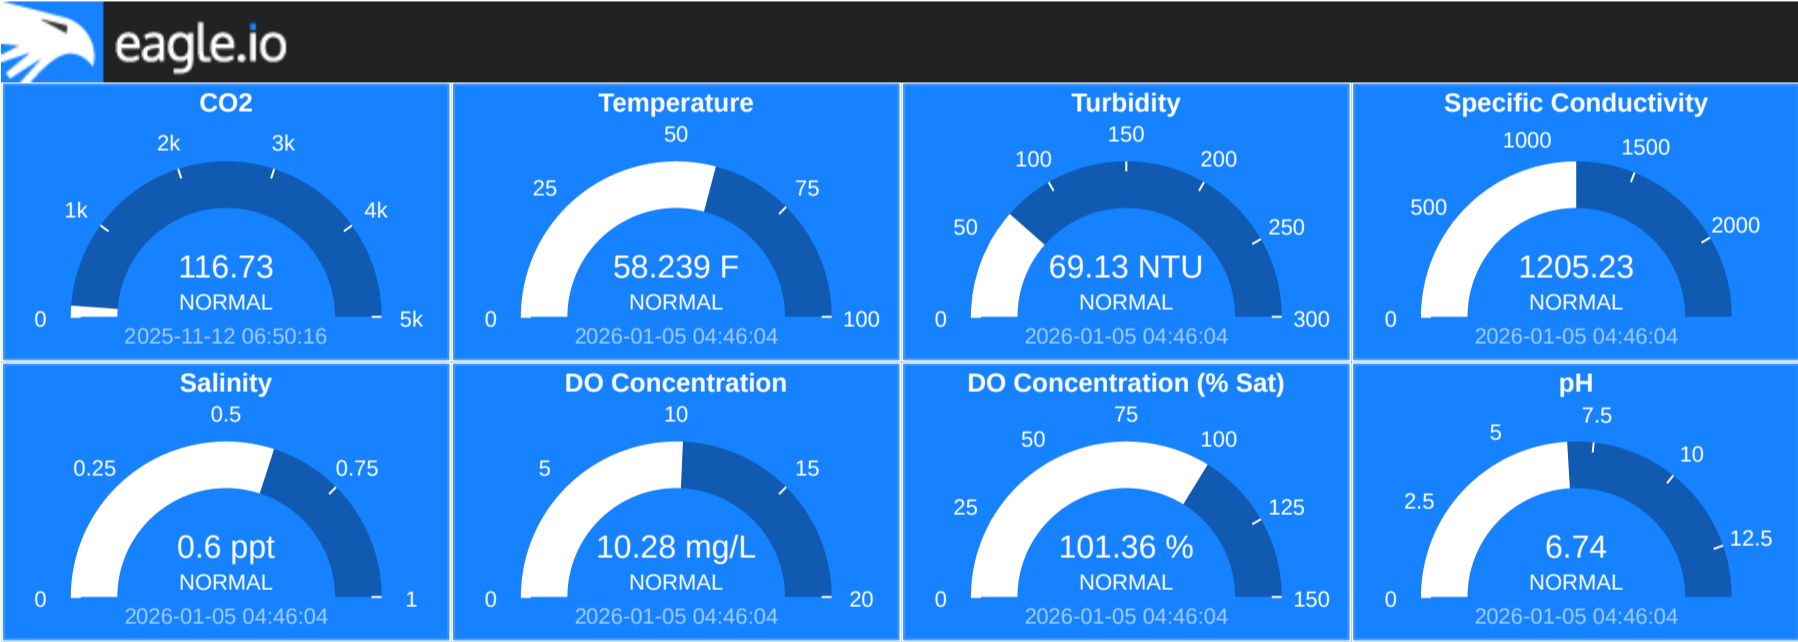 eagle.io
CO2
0
1k
2k
3k
4k
5k
116.73
NORMAL
2025-11-12 06:50:16
Temperature
0
25
50
75
100
58.239 F
NORMAL
2026-01-05 04:46:04
Turbidity
0
50
100
150
200
250
300
69.13 NTU
NORMAL
2026-01-05 04:46:04
Specific Conductivity
0
500
1000
1500
2000
1205.23
NORMAL
2026-01-05 04:46:04
Salinity
0
0.25
0.5
0.75
1
0.6 ppt
NORMAL
2026-01-05 04:46:04
DO Concentration
0
5
10
15
20
10.28 mg/L
NORMAL
2026-01-05 04:46:04
DO Concentration (% Sat)
0
25
50
75
100
125
150
101.36 %
NORMAL
2026-01-05 04:46:04
pH
0
2.5
5
7.5
10
12.5
6.74
NORMAL
2026-01-05 04:46:04